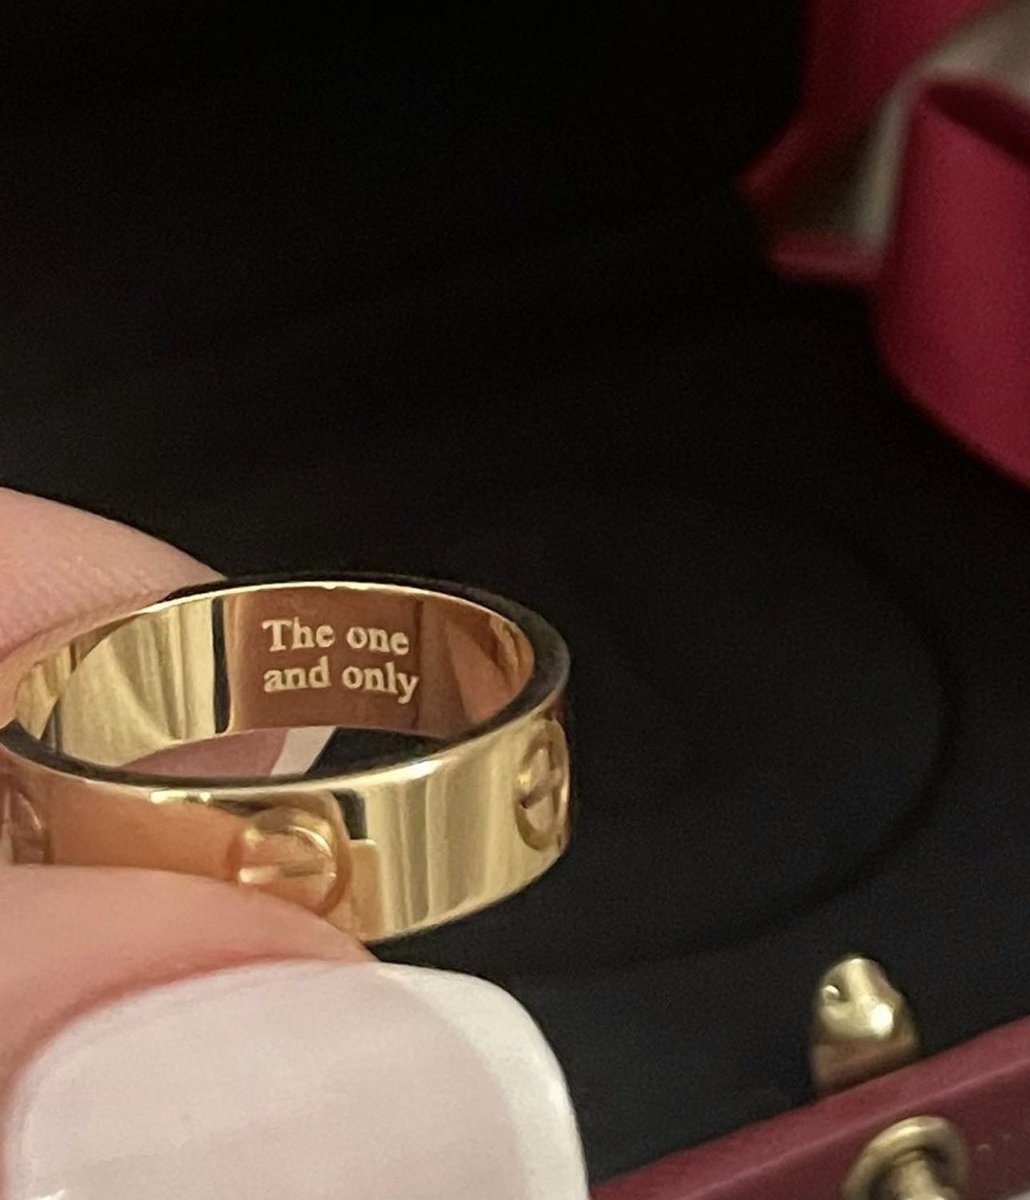 The one
and only